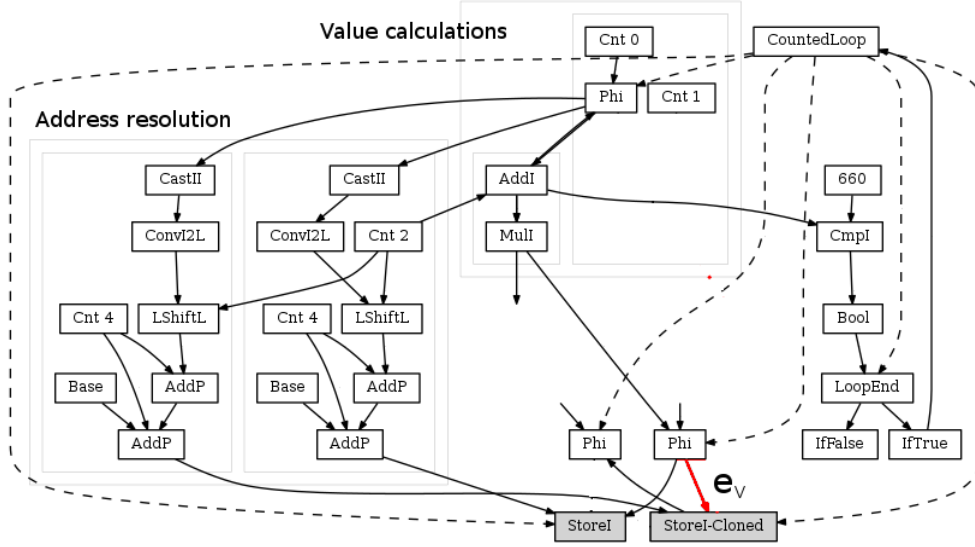 Value calculations
Cnt 0
CountedLoop
Phi
Cnt 1
Address resolution
CastII
CastII
AddI
660
ConvI2L
ConvI2L
Cnt 2
MulI
CmpI
Cnt 4
LShiftL
Cnt 4
LShiftL
Bool
Base
AddP
Base
AddP
LoopEnd
AddP
AddP
Phi
Phi
IfFalse
IfTrue
eV
StoreI
StoreI-Cloned